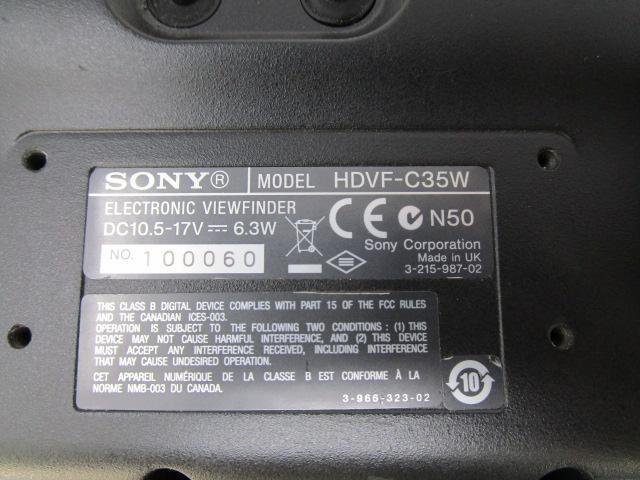 SONY® MODEL HDVF-C35W
ELECTRONIC VIEWFINDER
DC10.5-17V ⎓ 6.3W
CE N50
NO. 100060
Sony Corporation
Made in UK
3-215-987-02
THIS CLASS B DIGITAL DEVICE COMPLIES WITH PART 15 OF THE FCC RULES
AND THE CANADIAN ICES-003.
OPERATION IS SUBJECT TO THE FOLLOWING TWO CONDITIONS : (1) THIS
DEVICE MAY NOT CAUSE HARMFUL INTERFERENCE, AND (2) THIS DEVICE
MUST ACCEPT ANY INTERFERENCE RECEIVED, INCLUDING INTERFERENCE
THAT MAY CAUSE UNDESIRED OPERATION.
CET APPAREIL NUMÉRIQUE DE LA CLASSE B EST CONFORME À LA
NORME NMB-003 DU CANADA.
3-966-323-02
10